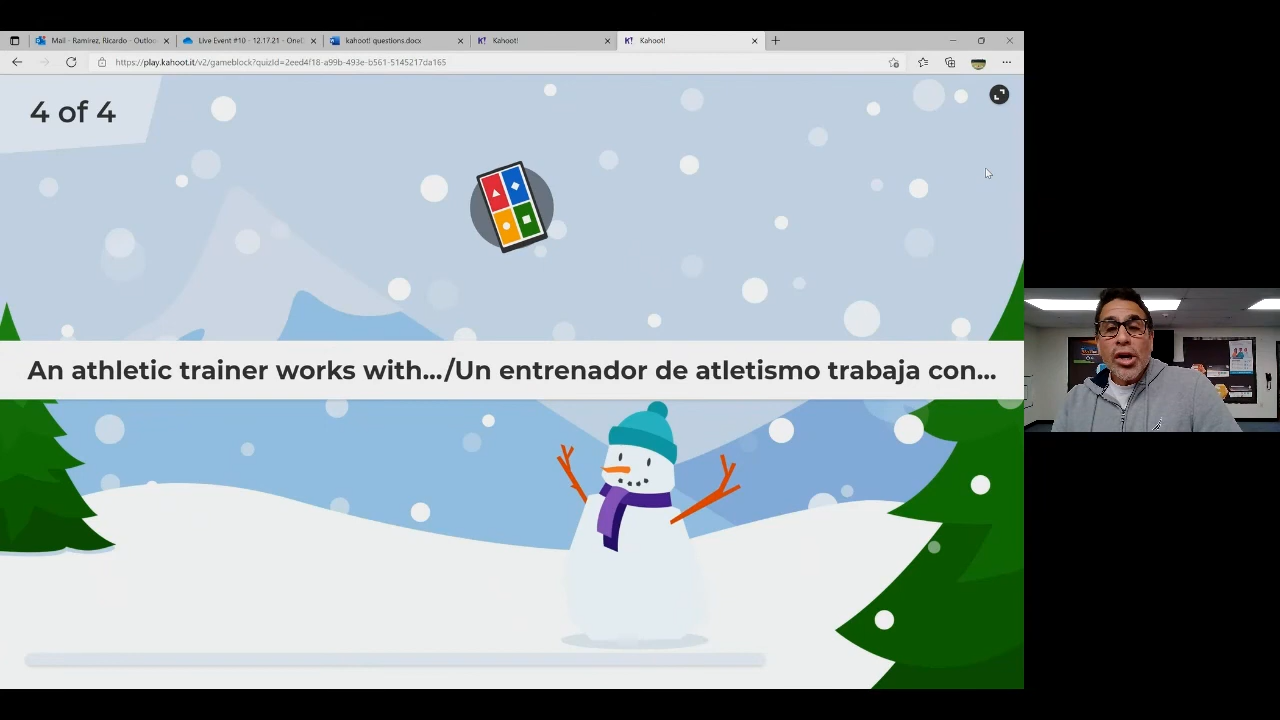 Mail - Ramirez, Ricardo - Outloo
Live Event #10 - 12.17.21 - OneD
kahoot! questions.docx
Kahoot!
Kahoot!
https://play.kahoot.it/v2/gameblock?quizId=2eed4f18-a99b-493e-b561-5145217da165
4 of 4
An athletic trainer works with.../Un entrenador de atletismo trabaja con...